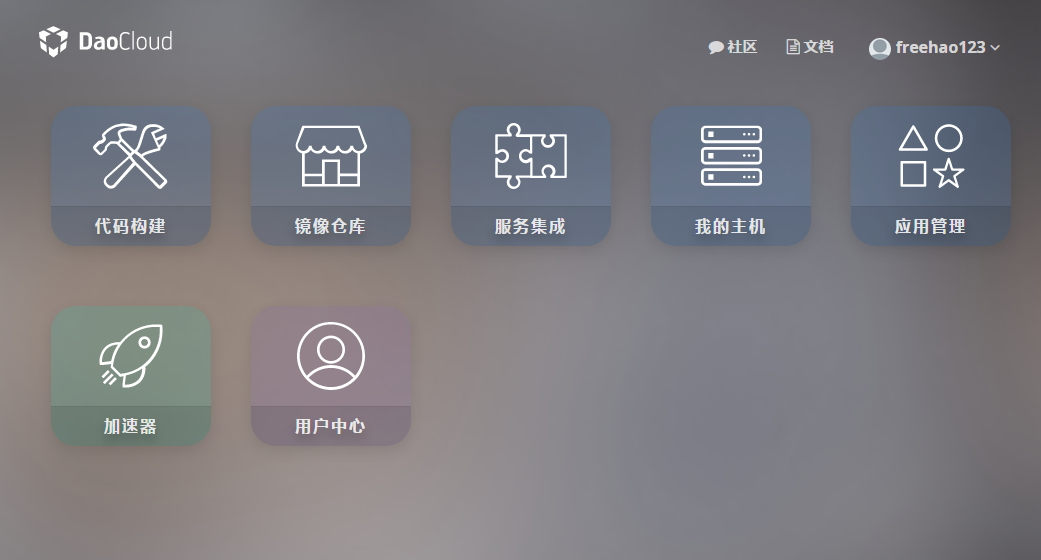 DaoCloud
社区 文档 freehao123
代码构建 镜像仓库 服务集成 我的主机 应用管理
加速器 用户中心